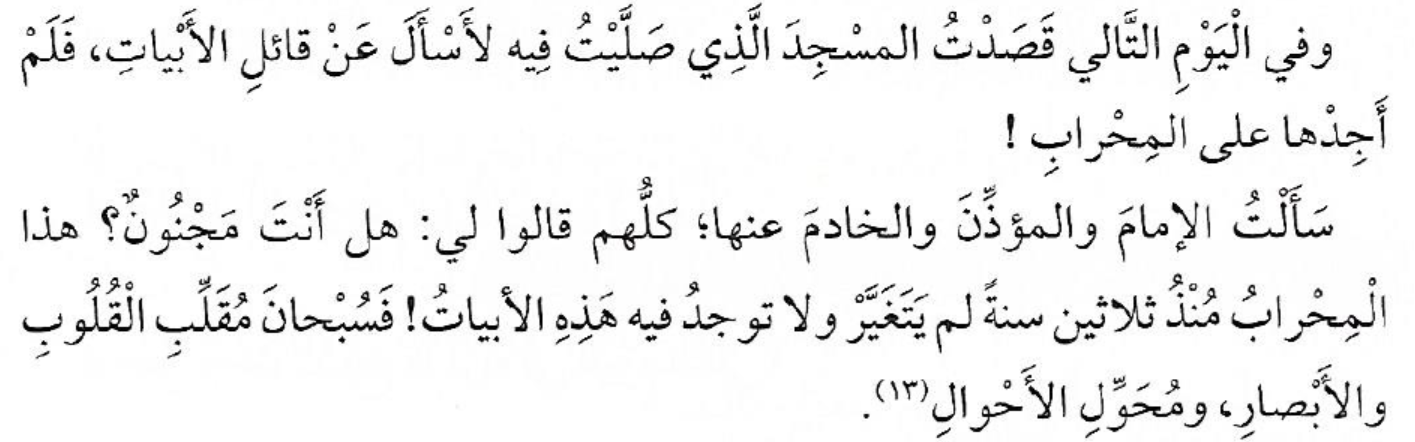 وفي الْيَوْمِ التَّالي قَصَدْتُ المسْجِدَ الَّذِي صَلَّيْتُ فِيه لأَسْأَلَ عَنْ قائلِ الأَبْياتِ، فَلَمْ
أَجِدْها على المِحْرابِ !
سَأَلْتُ الإمامَ والمؤذِّنَ والخادمَ عنها؛ كلُّهم قالوا لي: هل أَنْتَ مَجْنُونٌ؟ هذا
الْمِحْرابُ مُنْذُ ثلاثين سنةً لم يَتَغَيَّرْ ولا توجدُ فيه هَذِهِ الأبياتُ! فَسُبْحانَ مُقَلِّبِ الْقُلُوبِ
والأَبْصارِ، ومُحَوِّلِ الأَحْوالِ(١٣).